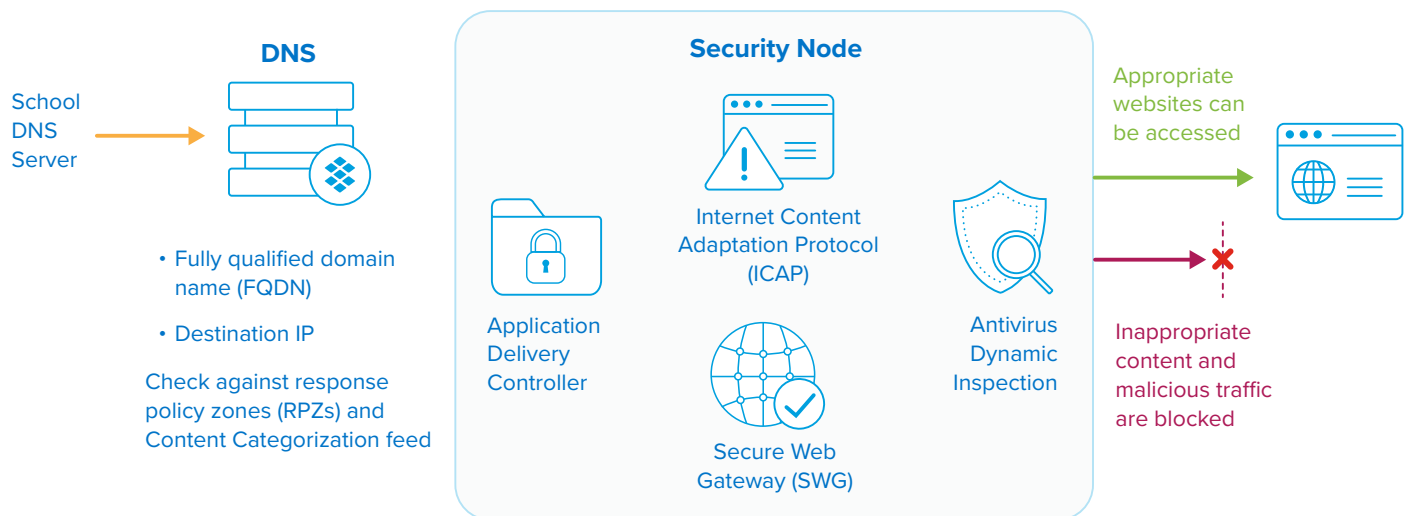 School
DNS
Server
DNS
• Fully qualified domain
name (FQDN)
• Destination IP
Check against response
policy zones (RPZs) and
Content Categorization feed
Security Node
Application
Delivery
Controller
Internet Content
Adaptation Protocol
(ICAP)
Secure Web
Gateway (SWG)
Antivirus
Dynamic
Inspection
Appropriate
websites can
be accessed
Inappropriate
content and
malicious traffic
are blocked